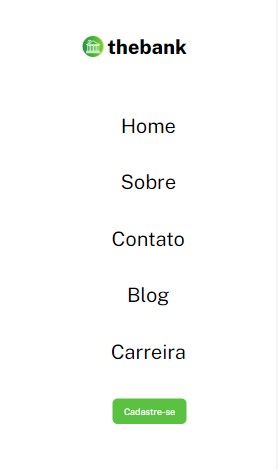 thebank
Home
Sobre
Contato
Blog
Carreira
Cadastre-se